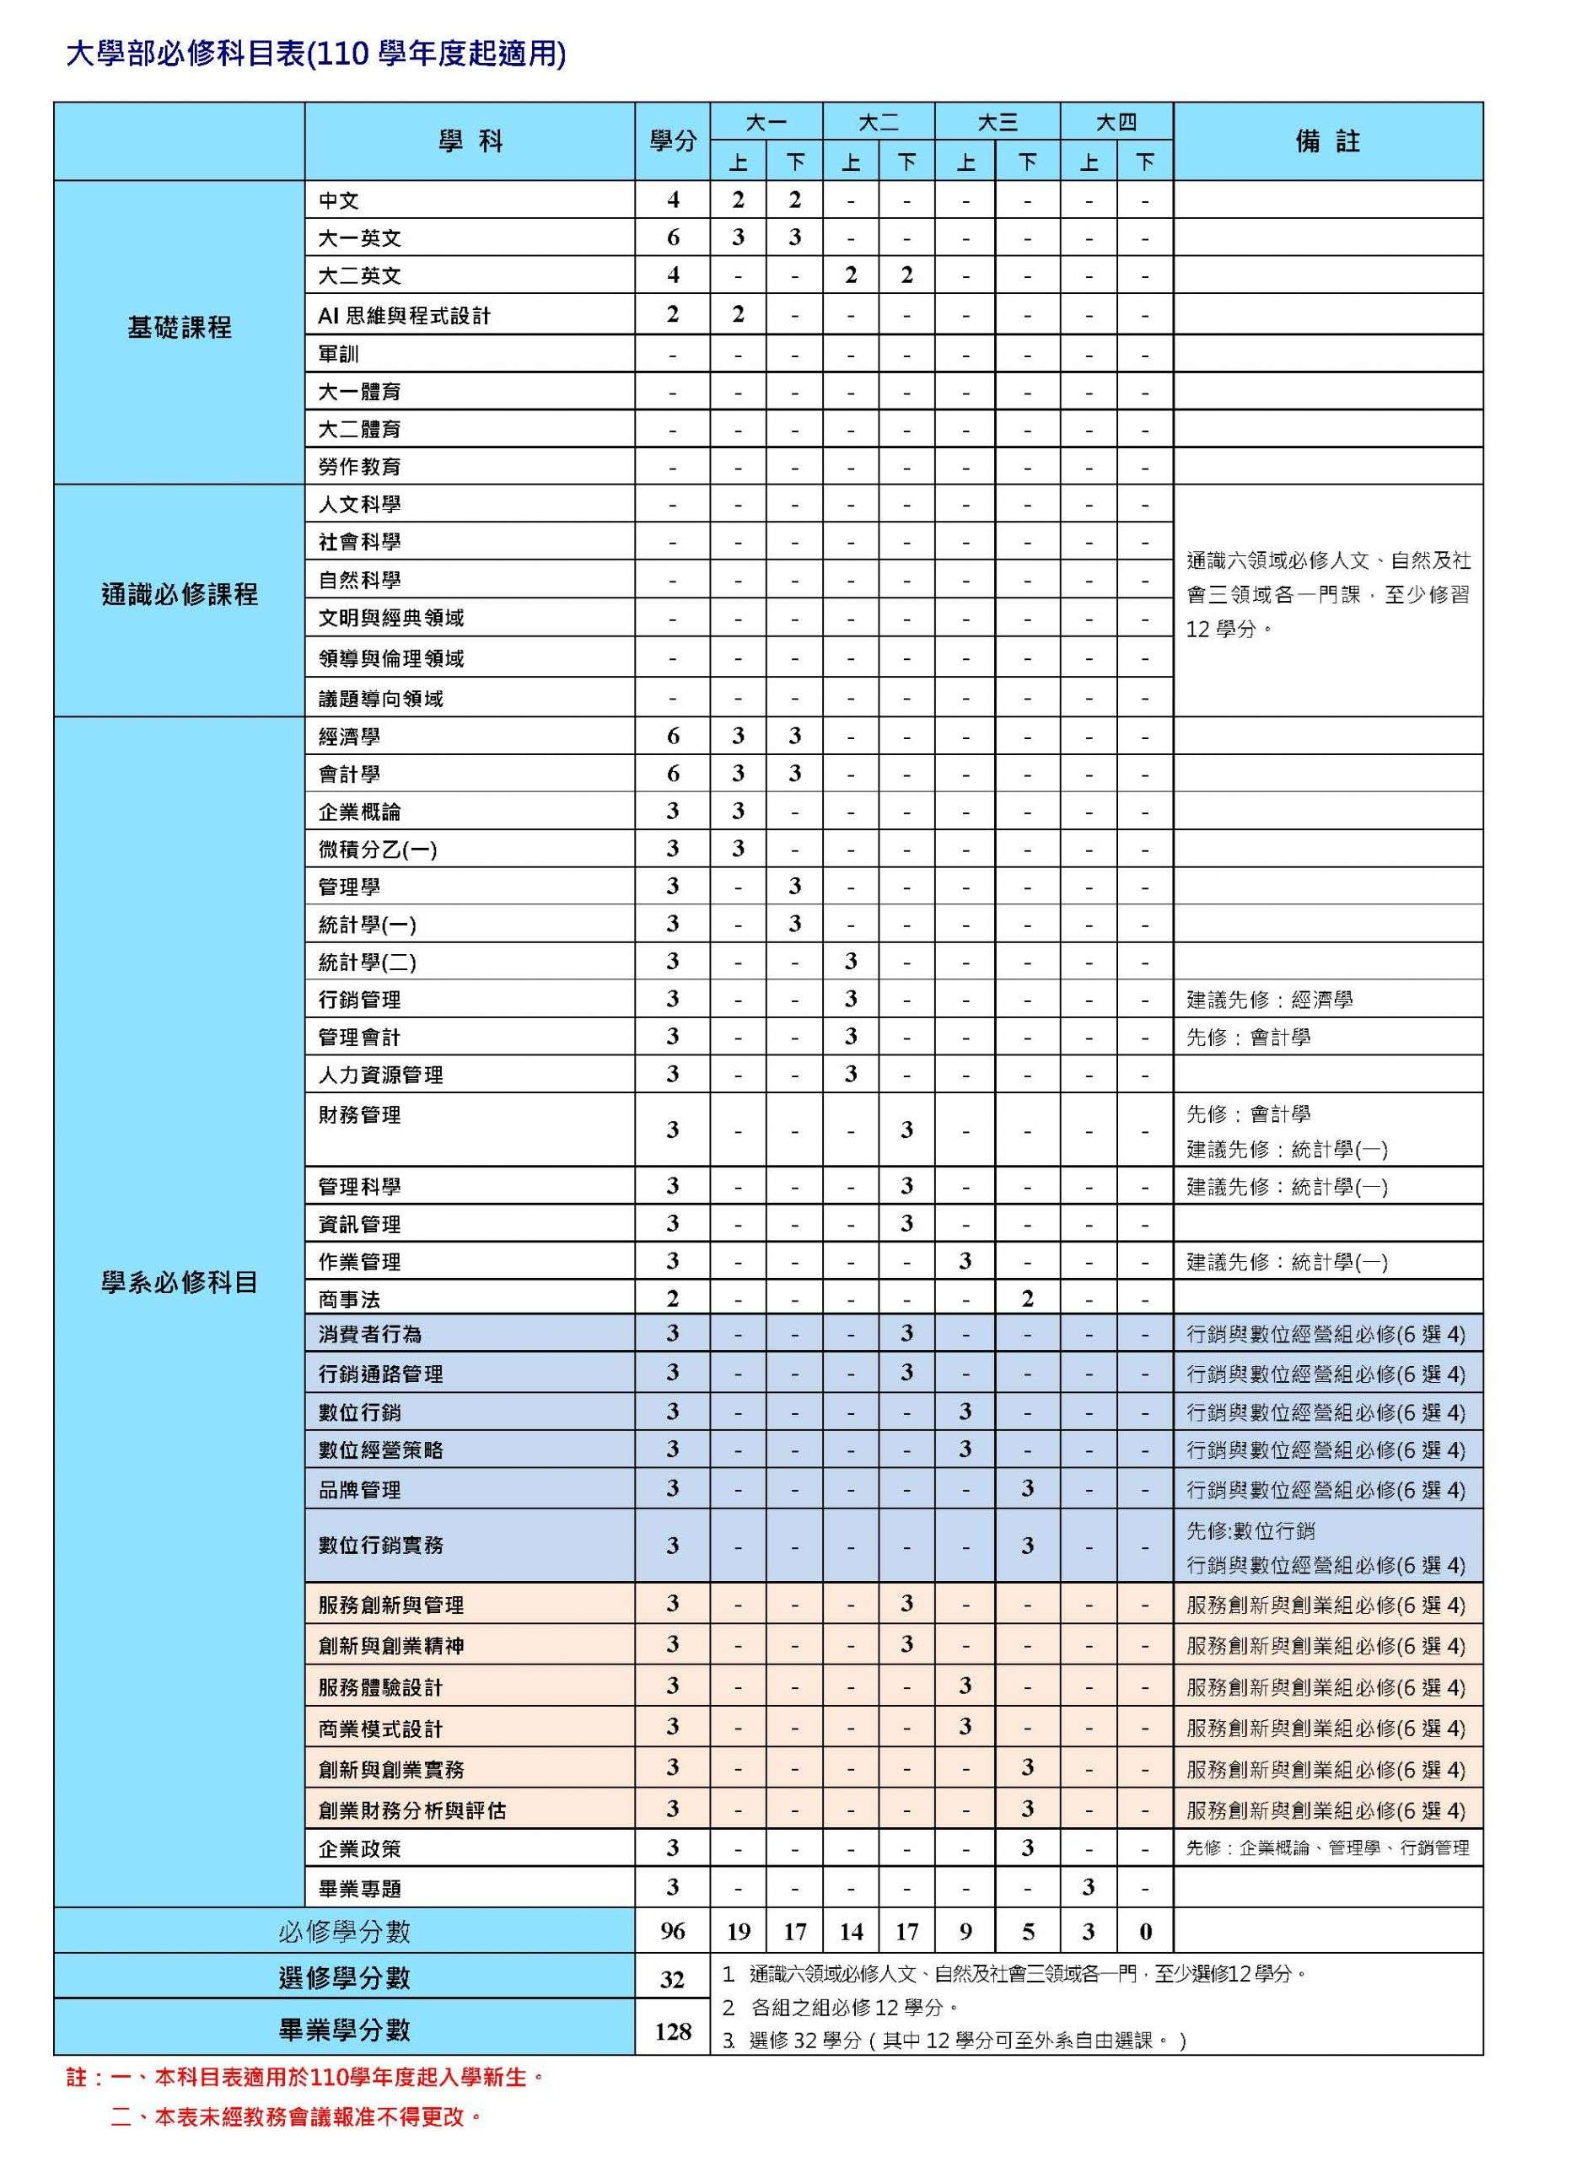 大學部必修科目表(110 學年度起適用)
學 科 學分 大一 大二 大三 大四 備 註
上 下 上 下 上 下 上 下
基礎課程
中文 4 2 2 - - - - - -
大一英文 6 3 3 - - - - - -
大二英文 4 - - 2 2 - - - -
AI 思維與程式設計 2 2 - - - - - - -
軍訓 - - - - - - - - -
大一體育 - - - - - - - - -
大二體育 - - - - - - - - -
勞作教育 - - - - - - - - -
通識必修課程
人文科學 - - - - - - - - -
社會科學 - - - - - - - - -
自然科學 - - - - - - - - -
文明與經典領域 - - - - - - - - -
領導與倫理領域 - - - - - - - - -
議題導向領域 - - - - - - - - -
通識六領域必修人文、自然及社
會三領域各一門課，至少修習
12 學分。
學系必修科目
經濟學 6 3 3 - - - - - -
會計學 6 3 3 - - - - - -
企業概論 3 3 - - - - - - -
微積分乙(一) 3 3 - - - - - - -
管理學 3 - 3 - - - - - -
統計學(一) 3 - 3 - - - - - -
統計學(二) 3 - - 3 - - - - -
行銷管理 3 - - 3 - - - - - 建議先修：經濟學
管理會計 3 - - 3 - - - - - 先修：會計學
人力資源管理 3 - - 3 - - - - -
財務管理 3 - - - 3 - - - - 先修：會計學
建議先修：統計學(一)
管理科學 3 - - - 3 - - - - 建議先修：統計學(一)
資訊管理 3 - - - 3 - - - -
作業管理 3 - - - - 3 - - - 建議先修：統計學(一)
商事法 2 - - - - - 2 - -
消費者行為 3 - - - 3 - - - - 行銷與數位經營組必修(6 選 4)
行銷通路管理 3 - - - 3 - - - - 行銷與數位經營組必修(6 選 4)
數位行銷 3 - - - - 3 - - - 行銷與數位經營組必修(6 選 4)
數位經營策略 3 - - - - 3 - - - 行銷與數位經營組必修(6 選 4)
品牌管理 3 - - - - - 3 - - 行銷與數位經營組必修(6 選 4)
數位行銷實務 3 - - - - - 3 - - 先修:數位行銷
行銷與數位經營組必修(6 選 4)
服務創新與管理 3 - - - 3 - - - - 服務創新與創業組必修(6 選 4)
創新與創業精神 3 - - - 3 - - - - 服務創新與創業組必修(6 選 4)
服務體驗設計 3 - - - - 3 - - - 服務創新與創業組必修(6 選 4)
商業模式設計 3 - - - - 3 - - - 服務創新與創業組必修(6 選 4)
創新與創業實務 3 - - - - - 3 - - 服務創新與創業組必修(6 選 4)
創業財務分析與評估 3 - - - - - 3 - - 服務創新與創業組必修(6 選 4)
企業政策 3 - - - - - 3 - - 先修：企業概論、管理學、行銷管理
畢業專題 3 - - - - - - 3 -
必修學分數 96 19 17 14 17 9 5 3 0
選修學分數 32
畢業學分數 128
1 通識六領域必修人文、自然及社會三領域各一門，至少選修12 學分。
2 各組之組必修 12 學分。
3. 選修 32 學分 ( 其中 12 學分可至外系自由選課。)
註：一、本科目表適用於110學年度起入學新生。
二、本表未經教務會議報准不得更改。